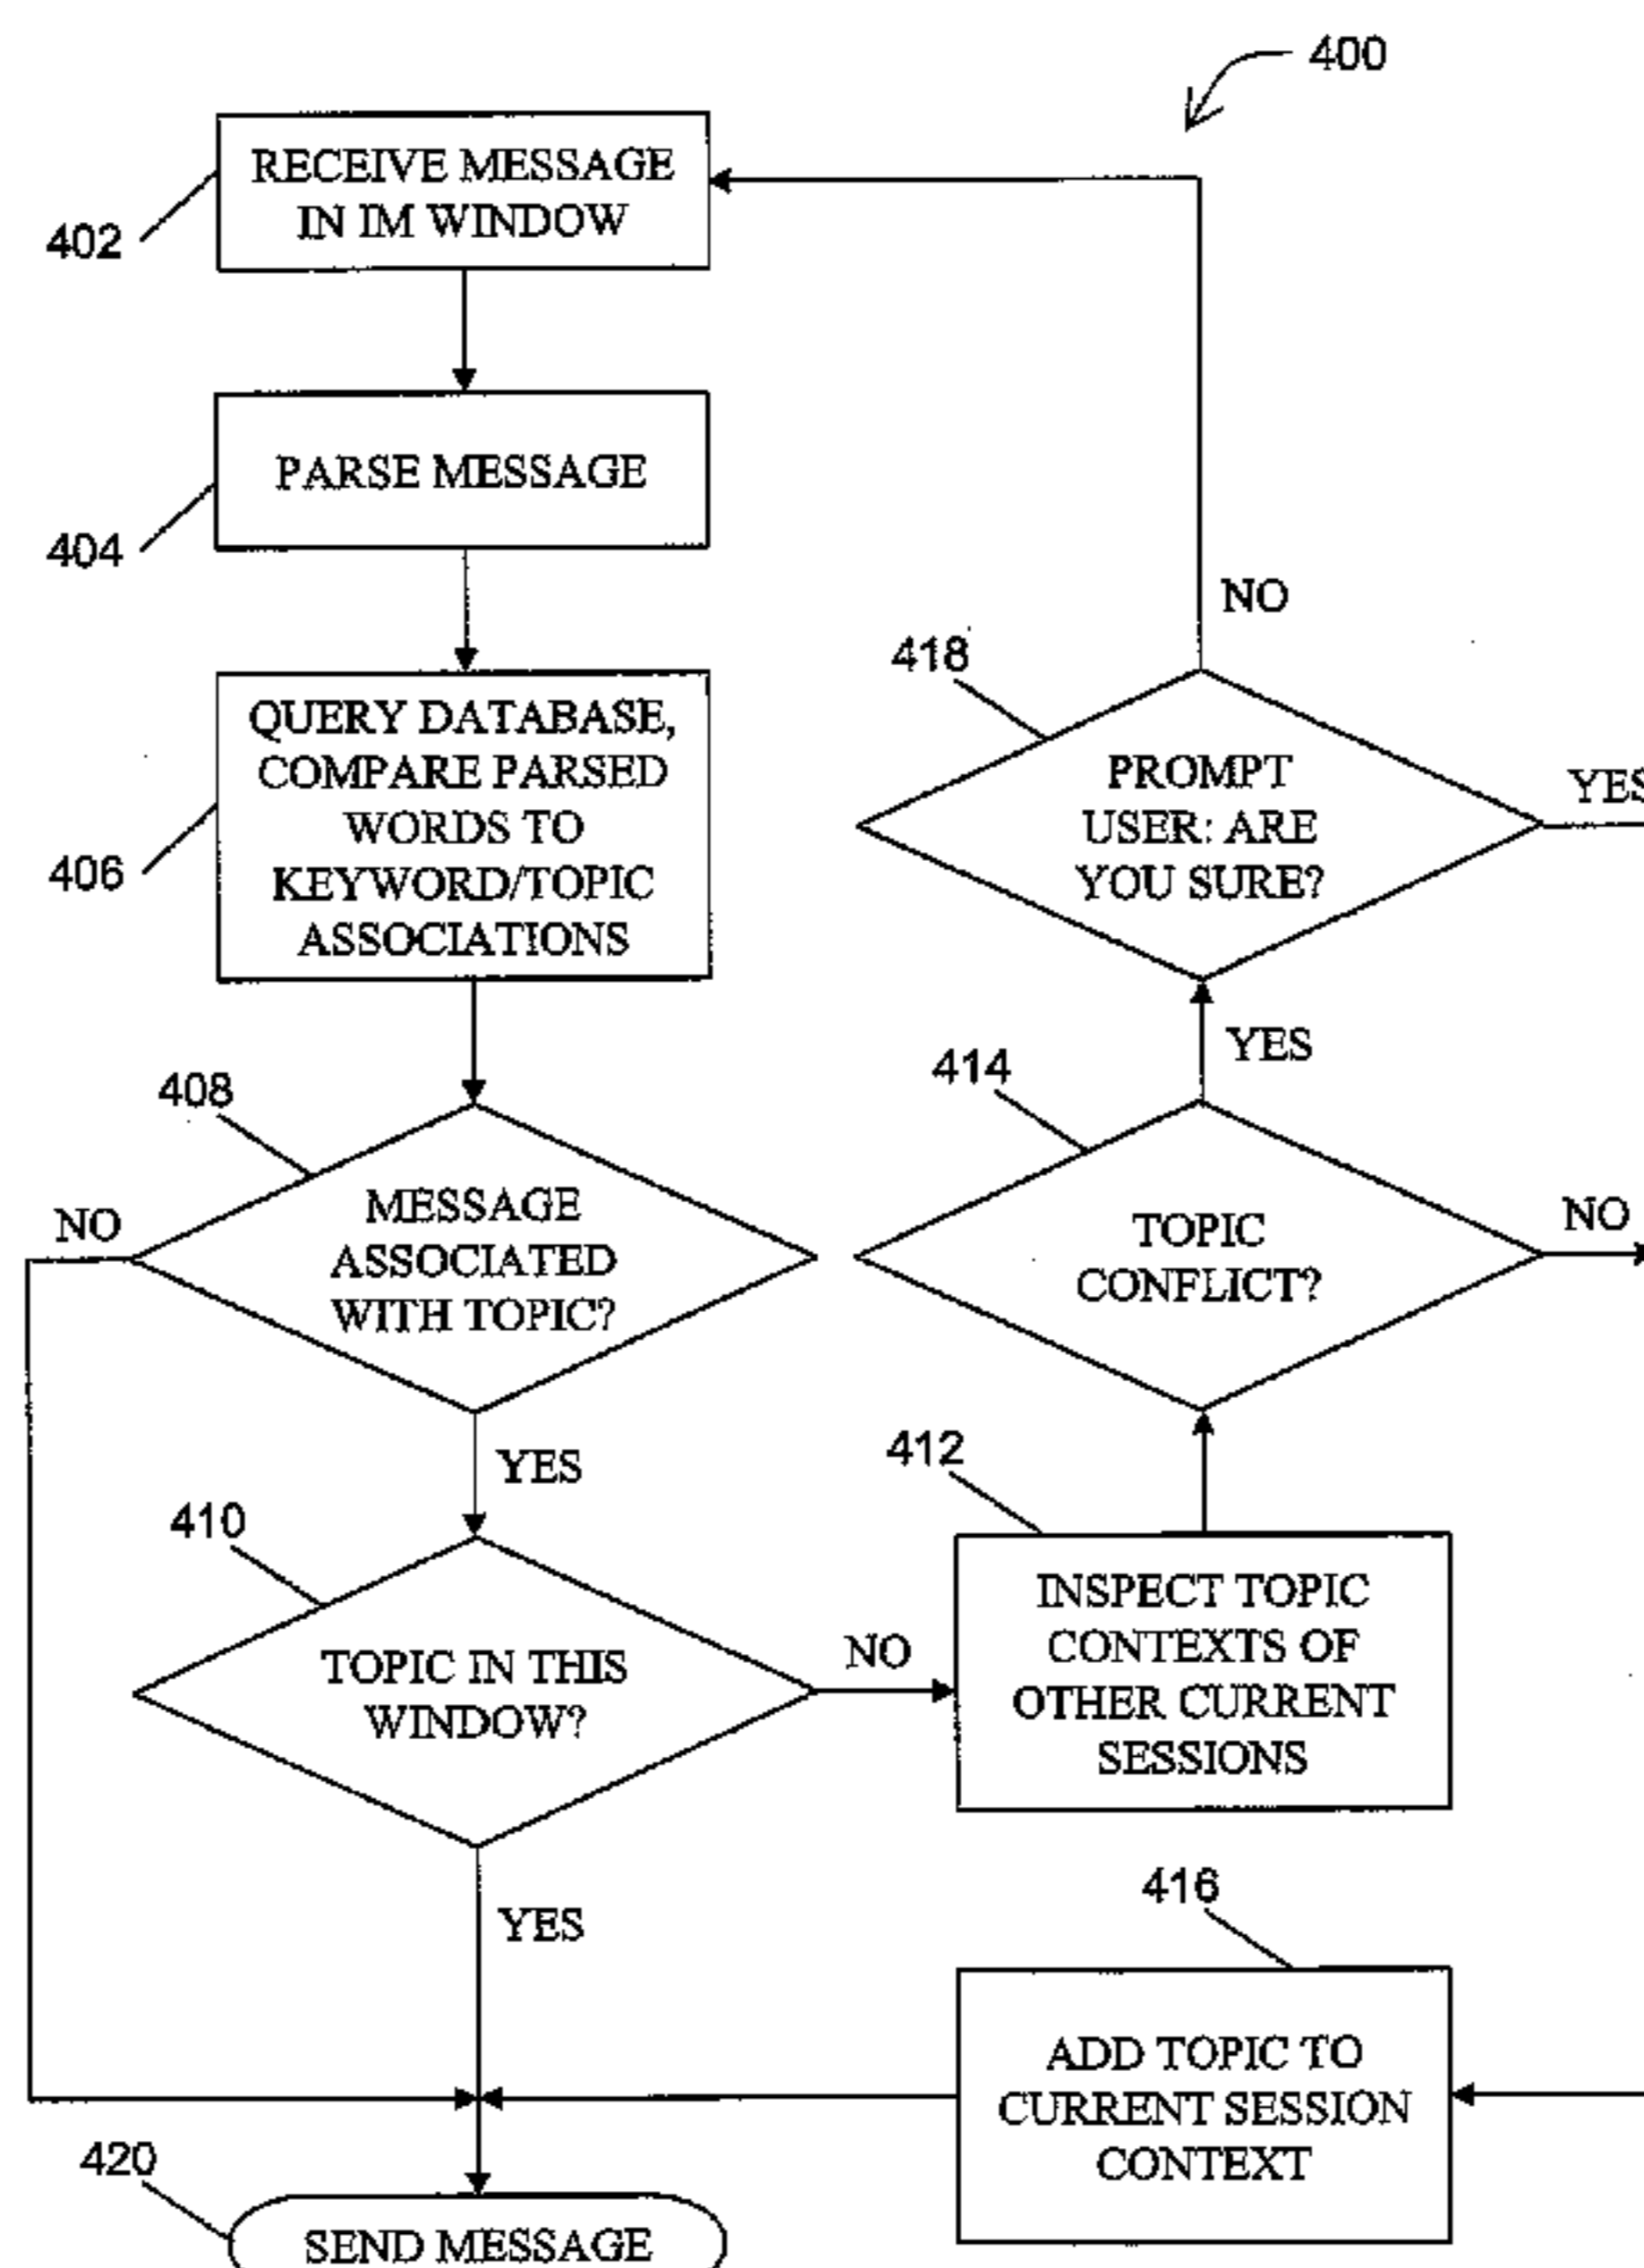 400
RECEIVE MESSAGE
IN IM WINDOW
402
PARSE MESSAGE
404
QUERY DATABASE,
COMPARE PARSED
WORDS TO
KEYWORD/TOPIC
ASSOCIATIONS
406
408
MESSAGE
ASSOCIATED
WITH TOPIC?
NO
YES
410
TOPIC IN THIS
WINDOW?
NO
YES
412
INSPECT TOPIC
CONTEXTS OF
OTHER CURRENT
SESSIONS
414
TOPIC
CONFLICT?
YES
NO
418
PROMPT
USER: ARE
YOU SURE?
NO
YES
416
ADD TOPIC TO
CURRENT SESSION
CONTEXT
420
SEND MESSAGE